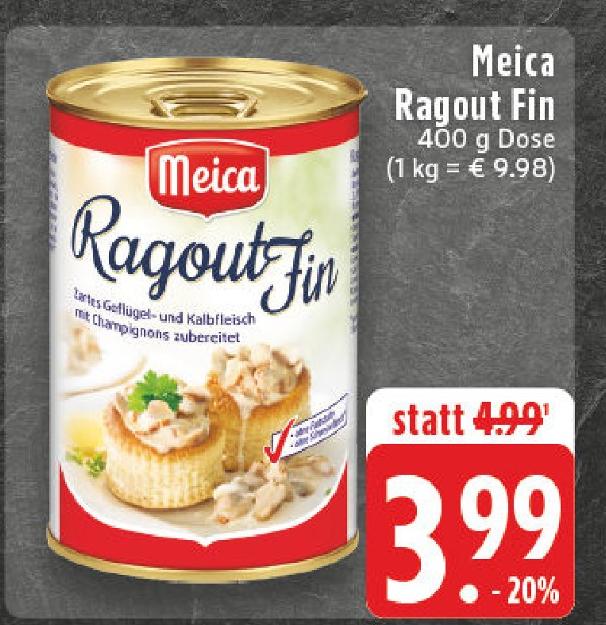 Meica
Ragout Fin
400 g Dose
(1 kg = € 9.98)
Meica
Ragout Fin
Zartes Geflügel- und Kalbfleisch
mit Champignons zubereitet
statt 4.99¹
3.99
- 20%